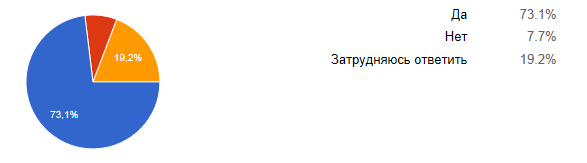 19,2%
73,1%
Да 73.1%
Нет 7.7%
Затрудняюсь ответить 19.2%